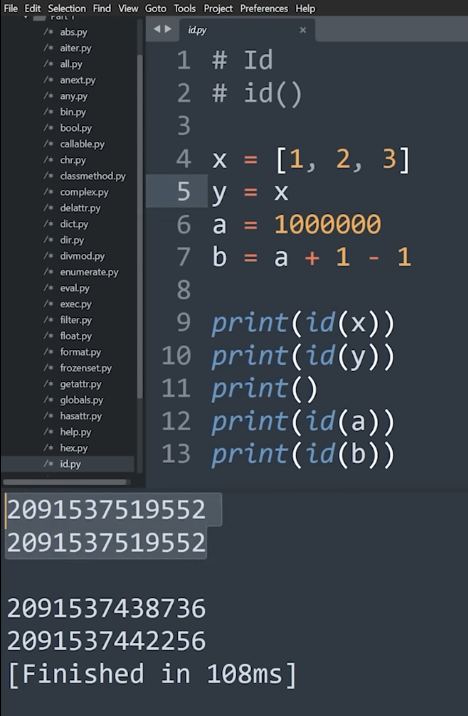 File Edit Selection Find View Goto Tools Project Preferences Help
Part 1
/* abs.py
/* aiter.py
/* all.py
/* anext.py
/* any.py
/* bin.py
/* bool.py
/* callable.py
/* chr.py
/* classmethod.py
/* complex.py
/* delattr.py
/* dict.py
/* dir.py
/* divmod.py
/* enumerate.py
/* eval.py
/* exec.py
/* filter.py
/* float.py
/* format.py
/* frozenset.py
/* getattr.py
/* globals.py
/* hasattr.py
/* help.py
/* hex.py
/* id.py
id.py ×
1 # Id
2 # id()
3
4 x = [1, 2, 3]
5 y = x
6 a = 1000000
7 b = a + 1 - 1
8
9 print(id(x))
10 print(id(y))
11 print()
12 print(id(a))
13 print(id(b))
2091537519552
2091537519552
2091537438736
2091537442256
[Finished in 108ms]